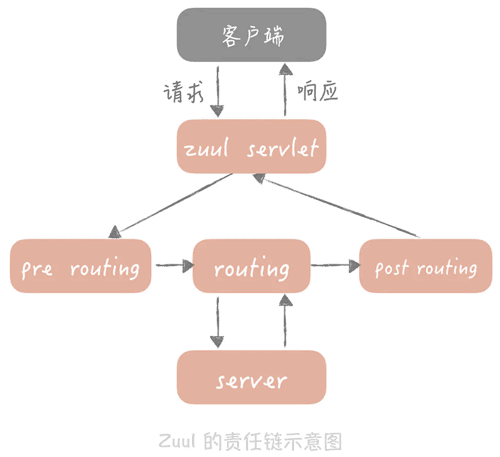 客户端
请求
响应
zuul servlet
pre routing
routing
post routing
server
Zuul 的责任链示意图